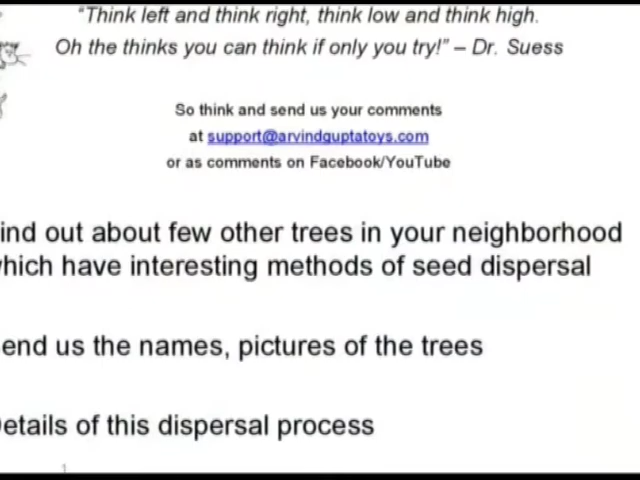 "Think left and think right, think low and think high.
Oh the thinks you can think if only you try!" – Dr. Suess
So think and send us your comments
at support@arvindguptatoys.com
or as comments on Facebook/YouTube
ind out about few other trees in your neighborhood
which have interesting methods of seed dispersal
end us the names, pictures of the trees
etails of this dispersal process
1